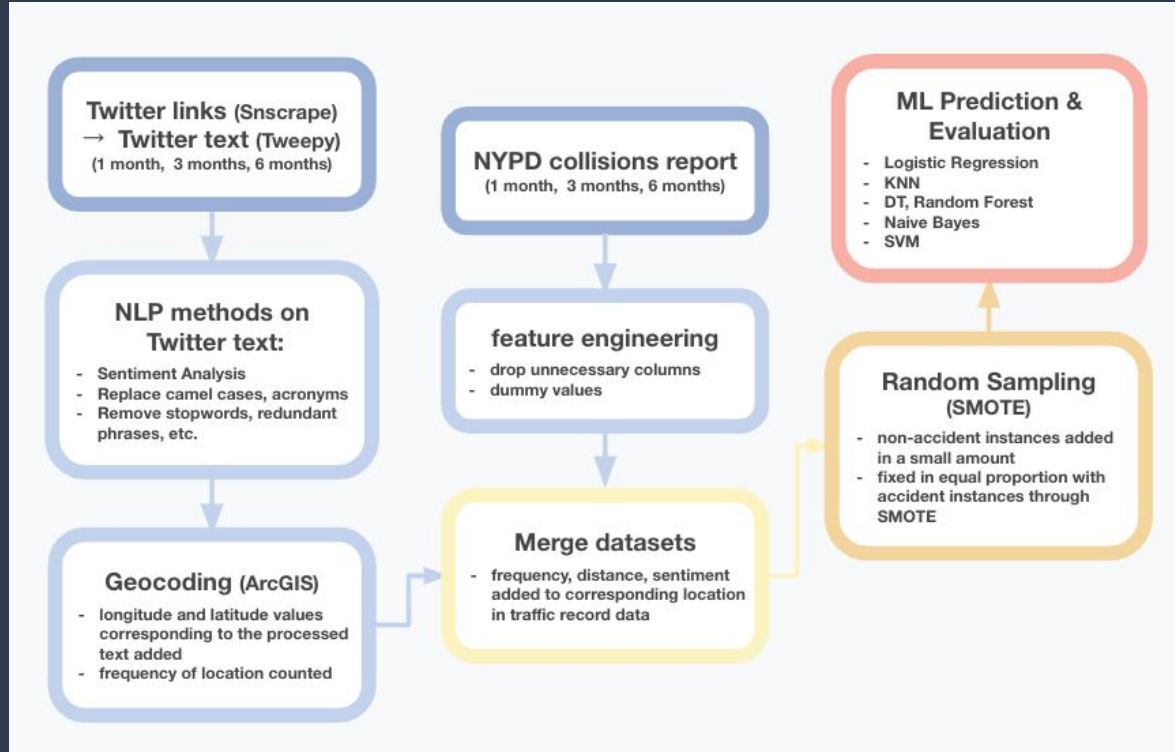 Twitter links (Snscrape)
→ Twitter text (Tweepy)
(1 month, 3 months, 6 months)
NLP methods on
Twitter text:
- Sentiment Analysis
- Replace camel cases, acronyms
- Remove stopwords, redundant
phrases, etc.
Geocoding (ArcGIS)
- longitude and latitude values
corresponding to the processed
text added
- frequency of location counted
NYPD collisions report
(1 month, 3 months, 6 months)
feature engineering
- drop unnecessary columns
- dummy values
Merge datasets
- frequency, distance, sentiment
added to corresponding location
in traffic record data
Random Sampling
(SMOTE)
- non-accident instances added
in a small amount
- fixed in equal proportion with
accident instances through
SMOTE
ML Prediction &
Evaluation
- Logistic Regression
- KNN
- DT, Random Forest
- Naive Bayes
- SVM